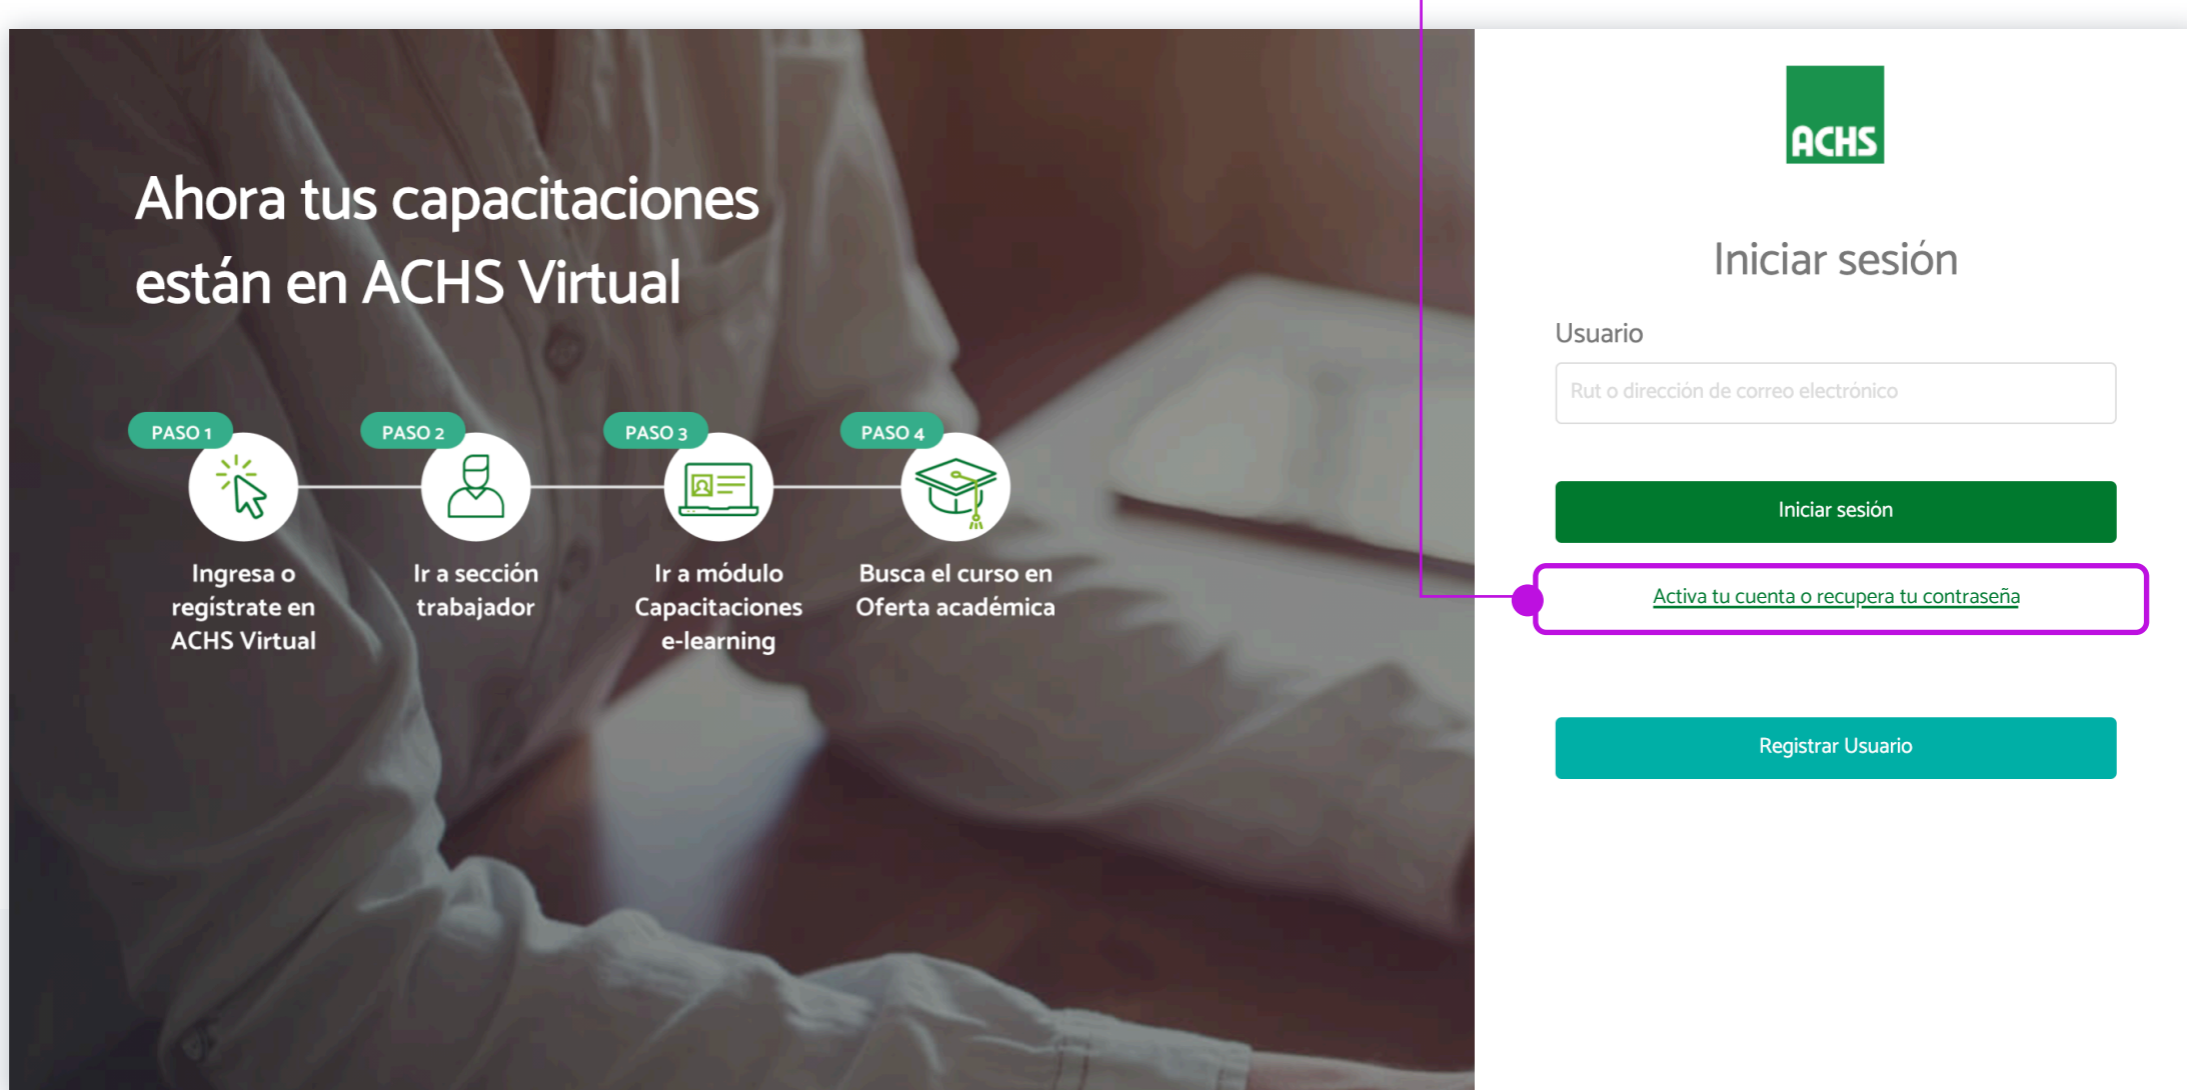 Ahora tus capacitaciones
están en ACHS Virtual
PASO 1
Ingresa o
regístrate en
ACHS Virtual
PASO 2
Ir a sección
trabajador
PASO 3
Ir a módulo
Capacitaciones
e-learning
PASO 4
Busca el curso en
Oferta académica
ACHS
Iniciar sesión
Usuario
Rut o dirección de correo electrónico
Iniciar sesión
Activa tu cuenta o recupera tu contraseña
Registrar Usuario